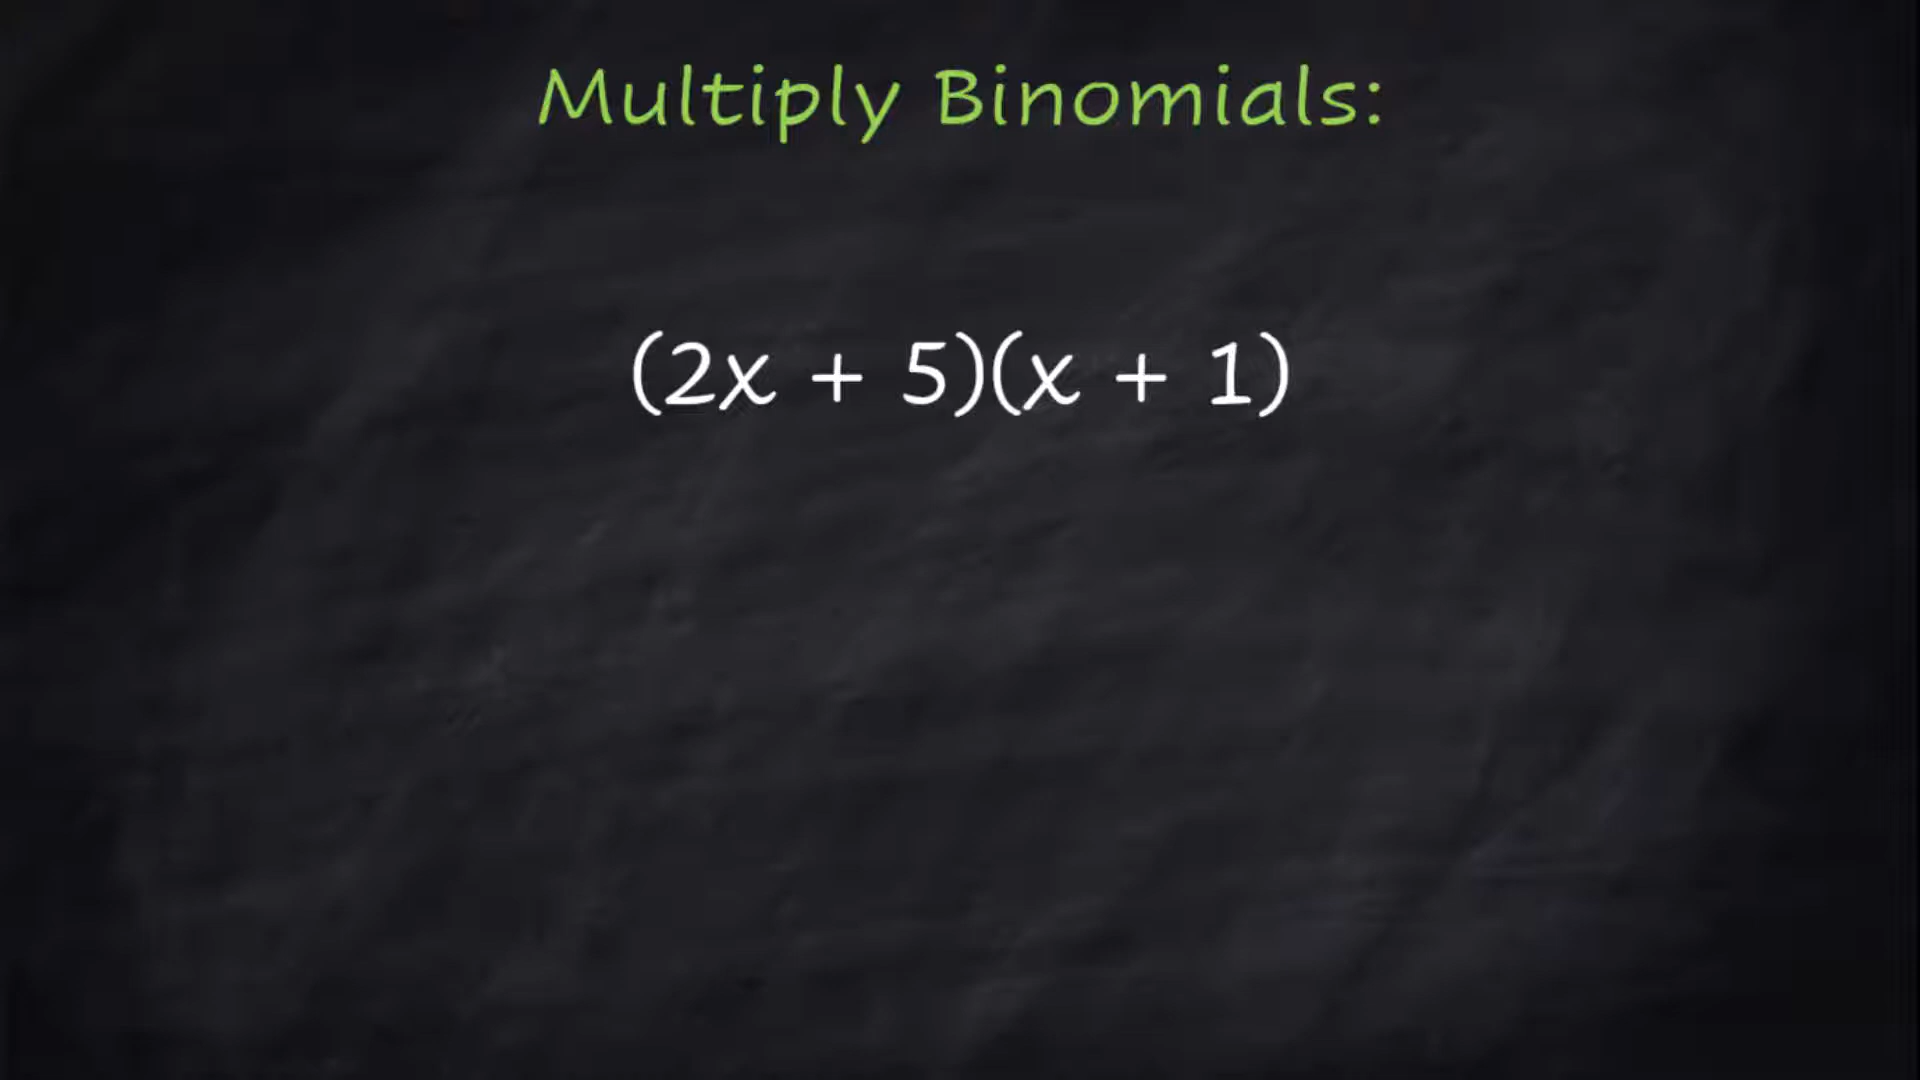 Multiply Binomials:
(2x + 5)(x + 1)